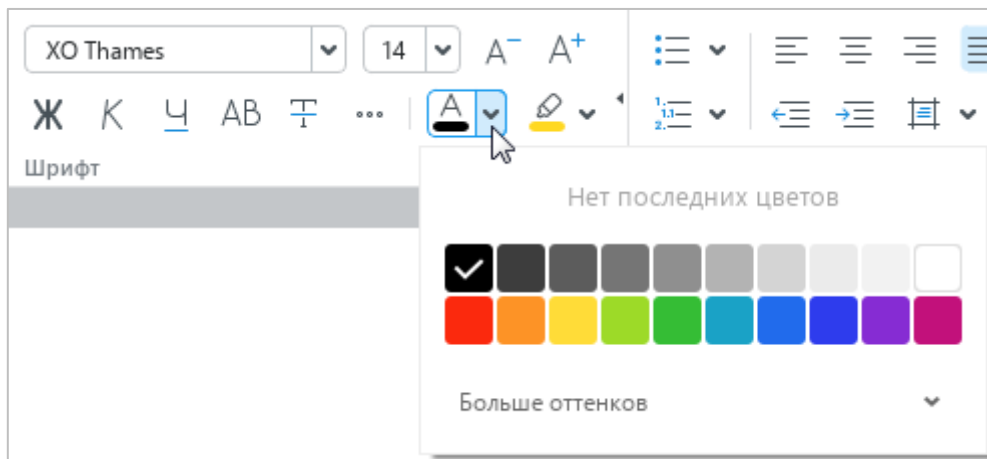 XO Thames 14 A⁻ A⁺
Ж К Ч АВ Т A
Шрифт
Нет последних цветов
Больше оттенков